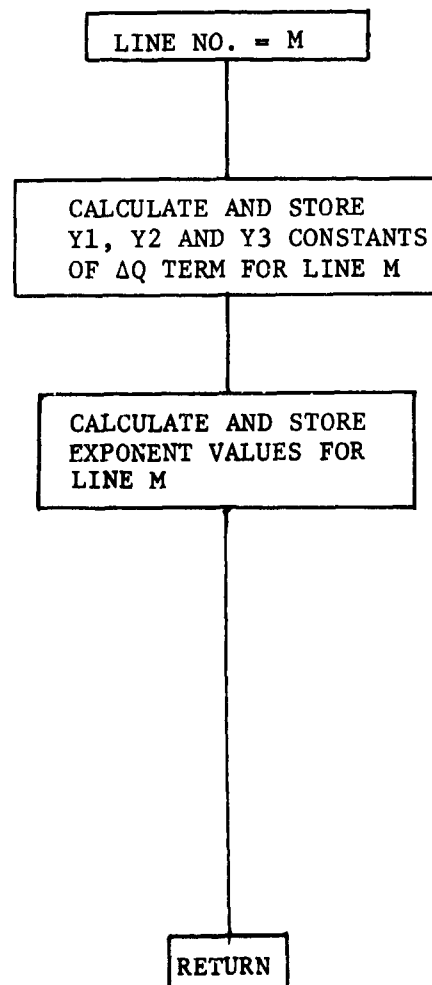 LINE NO. = M
CALCULATE AND STORE
Y1, Y2 AND Y3 CONSTANTS
OF ΔQ TERM FOR LINE M
CALCULATE AND STORE
EXPONENT VALUES FOR
LINE M
RETURN